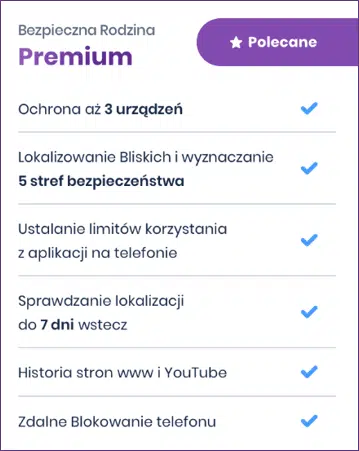 Bezpieczna Rodzina
Premium
Polecane
Ochrona aż 3 urządzeń
Lokalizowanie Bliskich i wyznaczanie
5 stref bezpieczeństwa
Ustalanie limitów korzystania
z aplikacji na telefonie
Sprawdzanie lokalizacji
do 7 dni wstecz
Historia stron www i YouTube
Zdalne Blokowanie telefonu